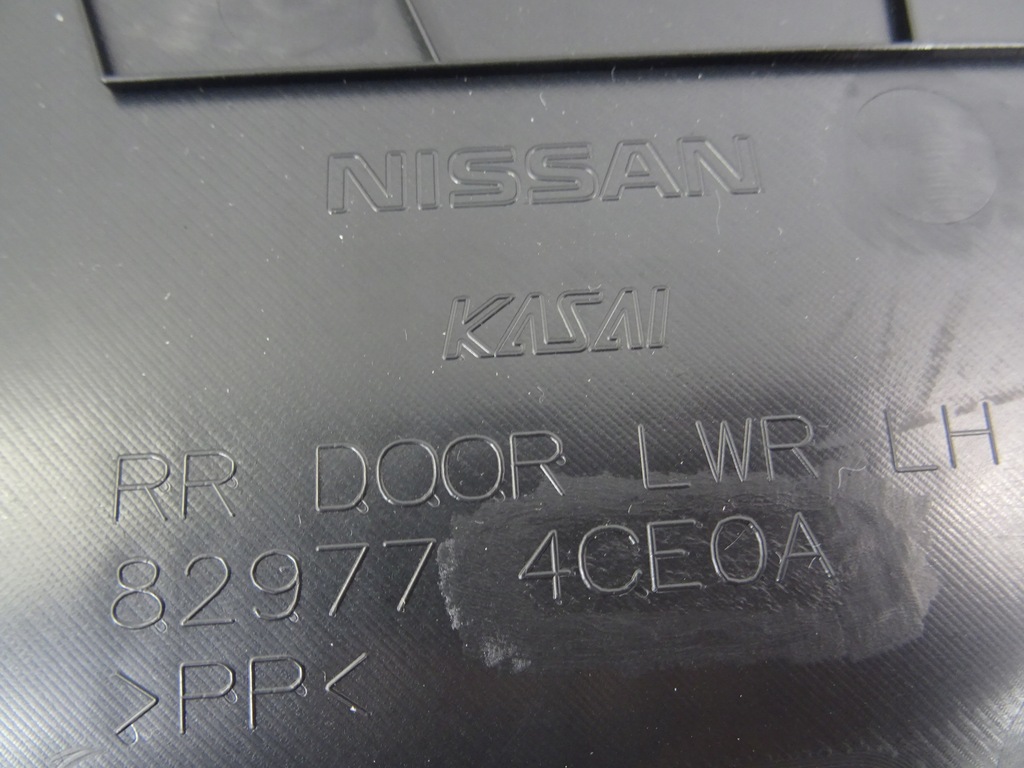 NISSAN
KASAI
RR DOOR LWR LH
82977 4CE0A
>PP<